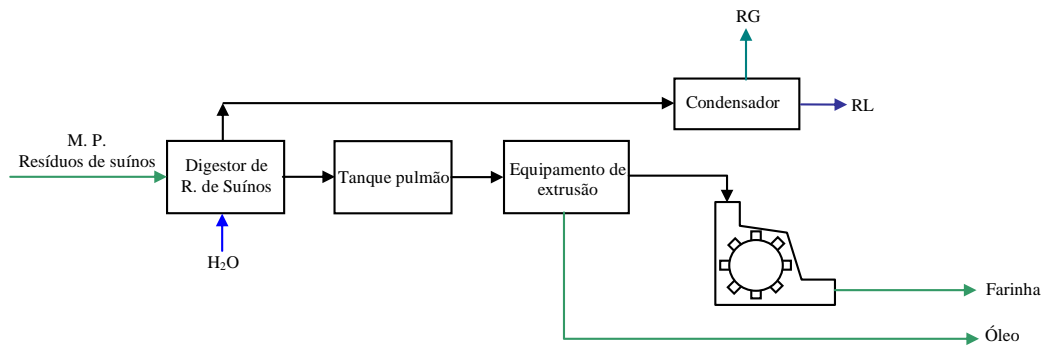 RG
Condensador
RL
M. P.
Resíduos de suínos
Digestor de
R. de Suínos
Tanque pulmão
Equipamento de
extrusão
H₂O
Farinha
Óleo